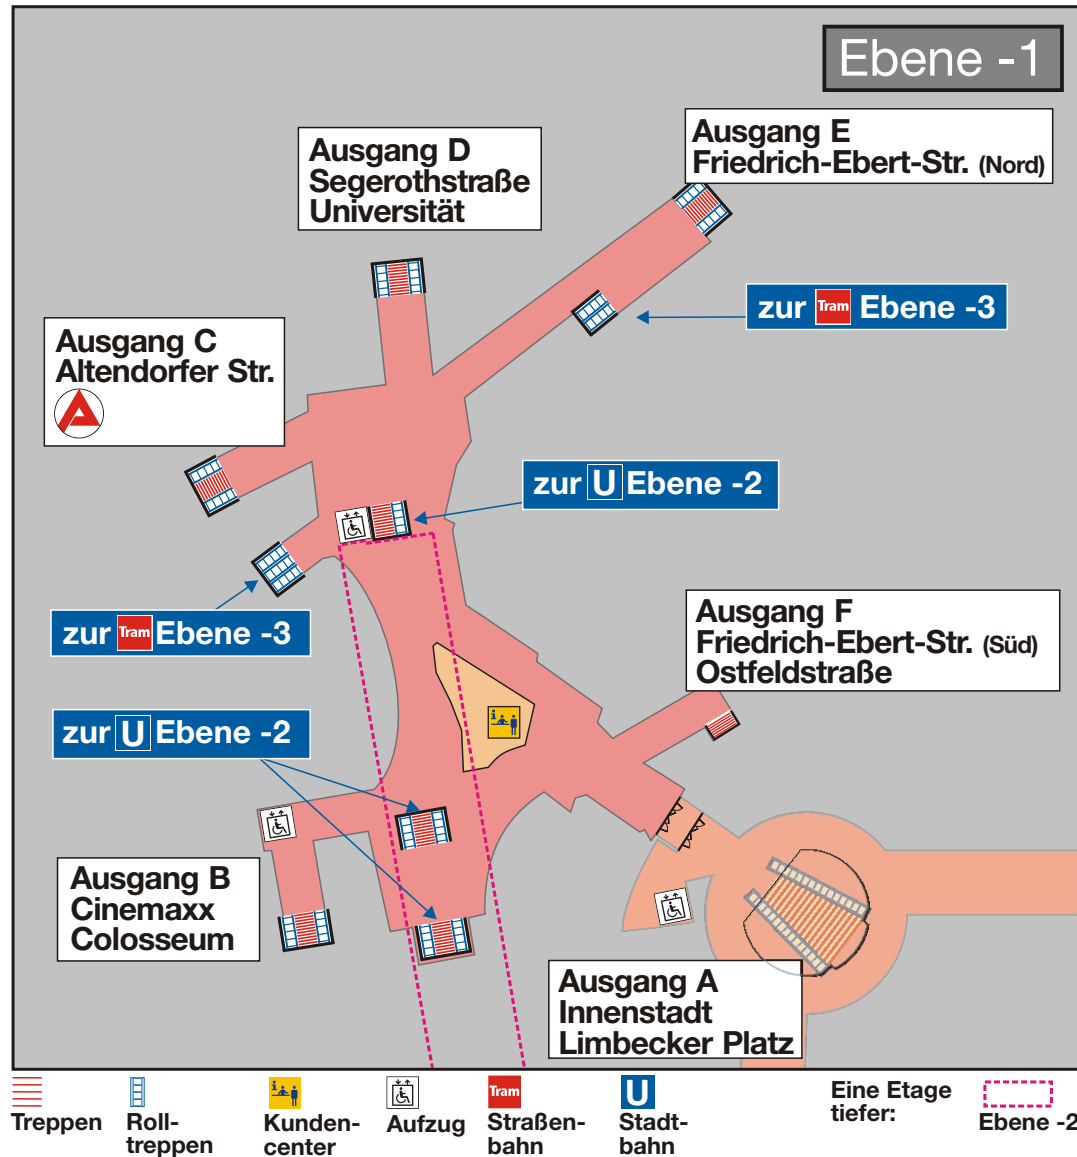 Ebene -1
Ausgang E
Friedrich-Ebert-Str. (Nord)
Ausgang D
Segerothstraße
Universität
zur Tram Ebene -3
Ausgang C
Altendorfer Str.
zur U Ebene -2
zur Tram Ebene -3
Ausgang F
Friedrich-Ebert-Str. (Süd)
Ostfeldstraße
zur U Ebene -2
i
Ausgang B
Cinemaxx
Colosseum
Ausgang A
Innenstadt
Limbecker Platz
Treppen
Roll-
treppen
i
Kunden-
center
Aufzug
Tram
Straßen-
bahn
U
Stadt-
bahn
Eine Etage
tiefer:
Ebene -2